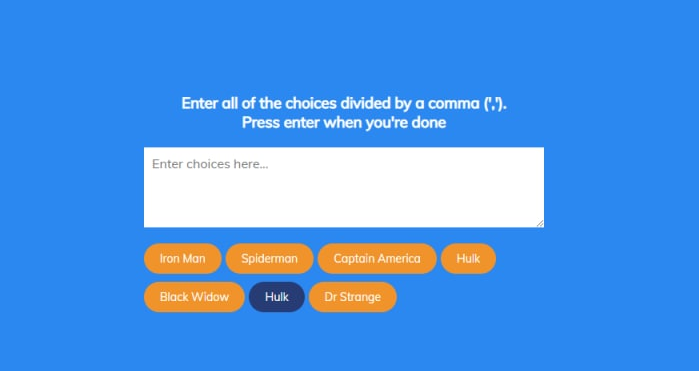 Enter all of the choices divided by a comma (',').
Press enter when you're done
Enter choices here...
Iron Man Spiderman Captain America Hulk
Black Widow Hulk Dr Strange